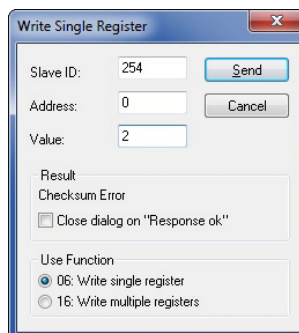 Write Single Register
Slave ID: 254 Send
Address: 0 Cancel
Value: 2
Result
Checksum Error
Close dialog on "Response ok"
Use Function
06: Write single register
16: Write multiple registers